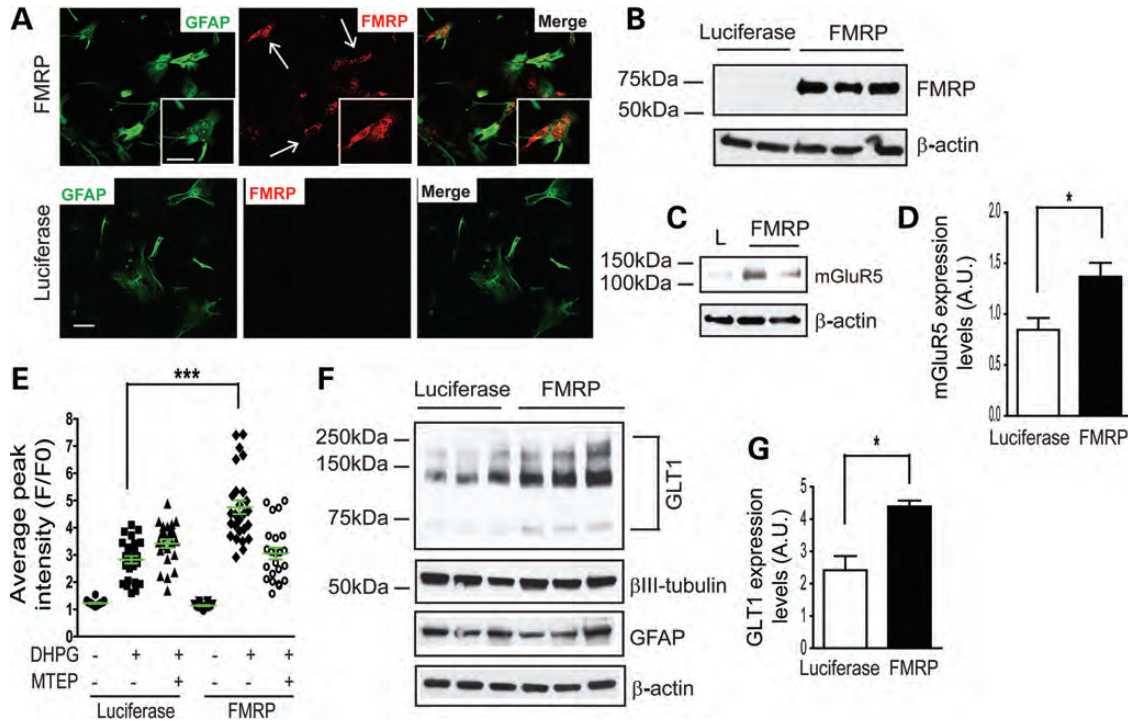 A
GFAP FMRP Merge
FMRP
GFAP FMRP Merge
Luciferase
B
Luciferase FMRP
75kDa
50kDa
FMRP
β-actin
C
L FMRP
150kDa
100kDa
mGluR5
β-actin
D
*
mGluR5 expression
levels (A.U.)
2.0
1.5
1.0
0.5
0.0
Luciferase FMRP
E
***
Average peak
intensity (F/F0)
8
7
6
5
4
3
2
1
0
DHPG - + + - + +
MTEP - - + - - +
Luciferase FMRP
F
Luciferase FMRP
250kDa
150kDa
75kDa
GLT1
50kDa
βIII-tubulin
GFAP
β-actin
G
*
GLT1 expression
levels (A.U.)
5
4
3
2
1
0
Luciferase FMRP